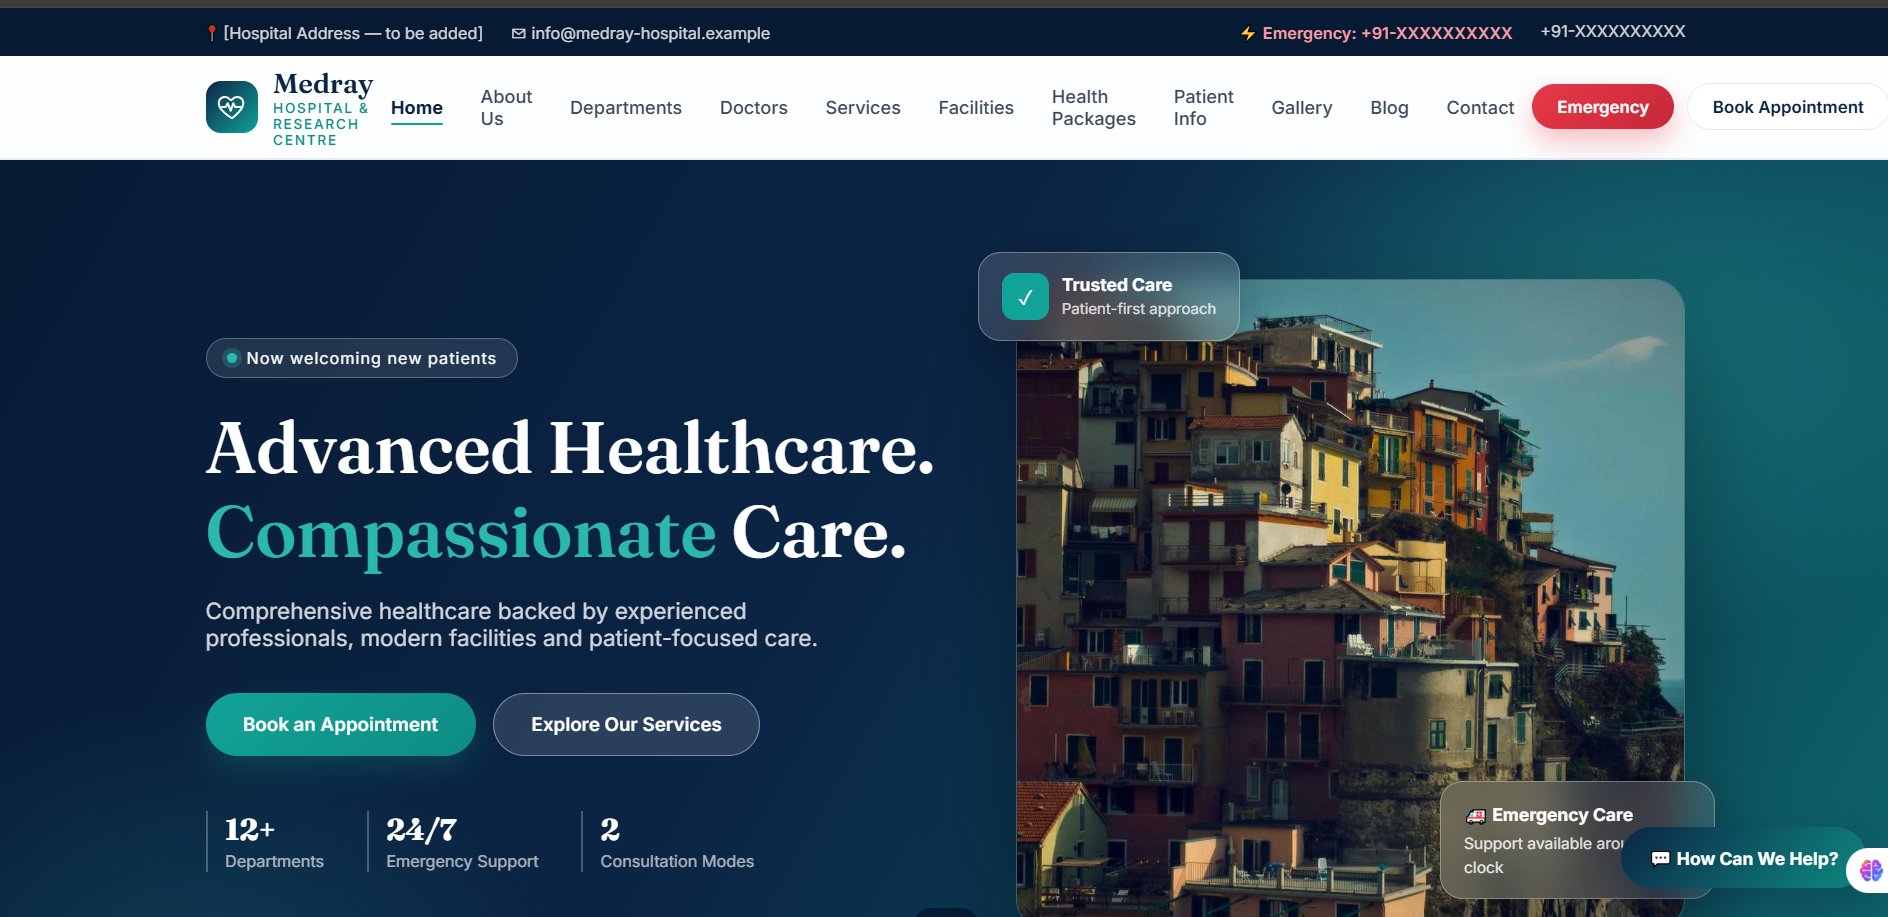 [Hospital Address — to be added]
info@medray-hospital.example
Emergency: +91-XXXXXXXXXX
+91-XXXXXXXXXX
Medray
HOSPITAL &
RESEARCH
CENTRE
Home
About
Us
Departments
Doctors
Services
Facilities
Health
Packages
Patient
Info
Gallery
Blog
Contact
Emergency
Book Appointment
Trusted Care
Patient-first approach
Now welcoming new patients
Advanced Healthcare.
Compassionate Care.
Comprehensive healthcare backed by experienced
professionals, modern facilities and patient-focused care.
Book an Appointment
Explore Our Services
12+
Departments
24/7
Emergency Support
2
Consultation Modes
Emergency Care
Support available
clock
How Can We Help?